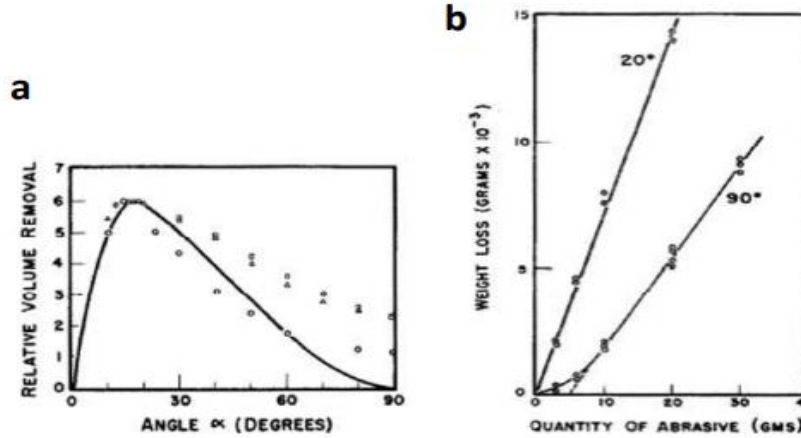 a
RELATIVE VOLUME REMOVAL
7
6
5
4
3
2
1
0
0 30 60 90
ANGLE ∝ (DEGREES)
b
WEIGHT LOSS (GRAMS X 10⁻³)
15
10
5
0
20°
90°
0 10 20 30 4
QUANTITY OF ABRASIVE (GMS)